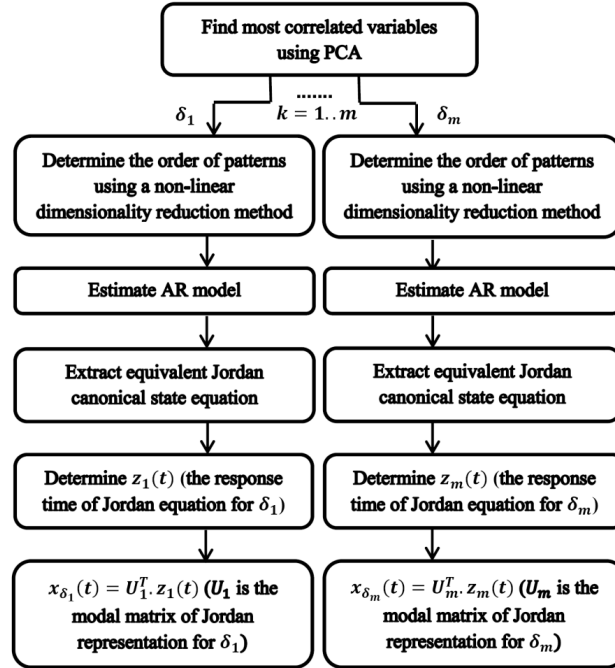 Find most correlated variables
using PCA
.......
δ₁
k = 1..m
δₘ
Determine the order of patterns
using a non-linear
dimensionality reduction method
Determine the order of patterns
using a non-linear
dimensionality reduction method
Estimate AR model
Estimate AR model
Extract equivalent Jordan
canonical state equation
Extract equivalent Jordan
canonical state equation
Determine z₁(t) (the response
time of Jordan equation for δ₁)
Determine zₘ(t) (the response
time of Jordan equation for δₘ)
x_δ₁(t) = U₁ᵀ. z₁(t) (U₁ is the
modal matrix of Jordan
representation for δ₁)
x_δₘ(t) = Uₘᵀ. zₘ(t) (Uₘ is the
modal matrix of Jordan
representation for δₘ)